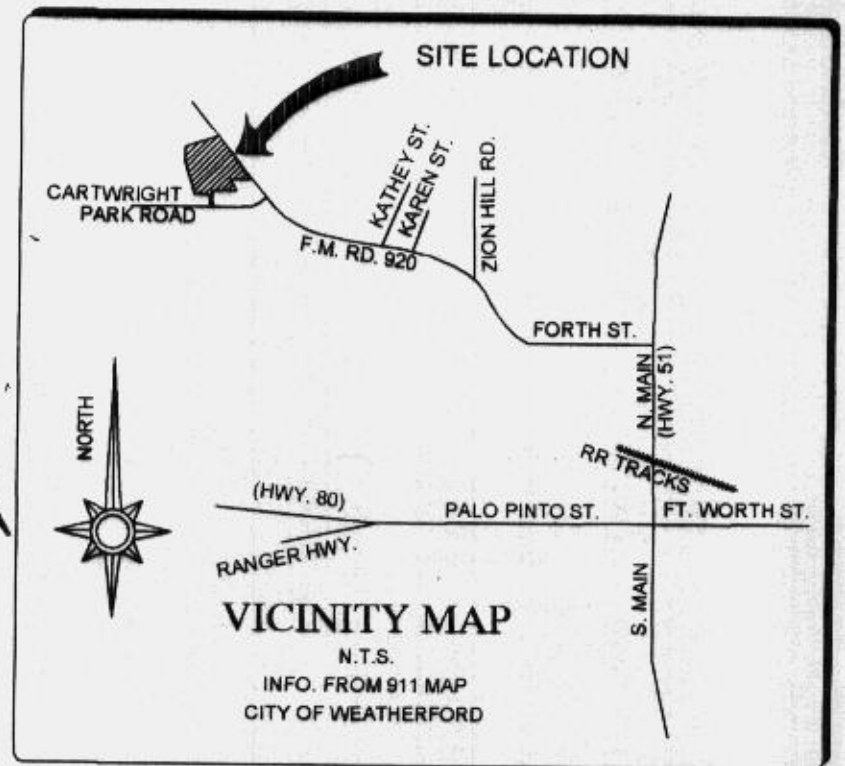 SITE LOCATION
KATHEY ST.
KAREN ST.
ZION HILL RD.
CARTWRIGHT
PARK ROAD
F.M. RD. 920
FORTH ST.
N. MAIN
(HWY. 51)
NORTH
RR TRACKS
(HWY. 80)
PALO PINTO ST.
FT. WORTH ST.
RANGER HWY.
S. MAIN
VICINITY MAP
N.T.S.
INFO. FROM 911 MAP
CITY OF WEATHERFORD